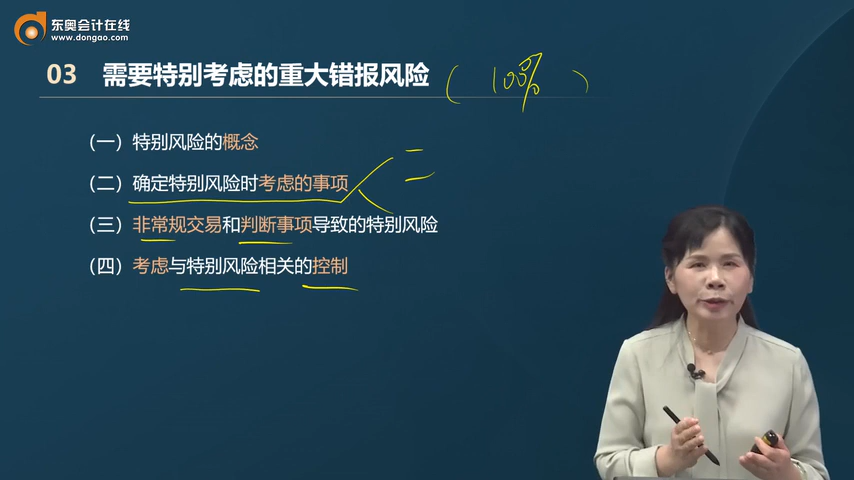 东奥会计在线
www.dongao.com
03 需要特别考虑的重大错报风险 ( 100% )
(一) 特别风险的概念
(二) 确定特别风险时考虑的事项
(三) 非常规交易和判断事项导致的特别风险
(四) 考虑与特别风险相关的控制